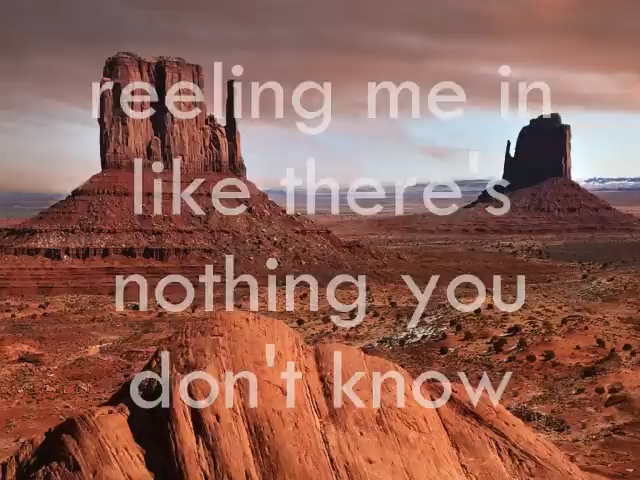 reeling me in
like there's
nothing you
don't know